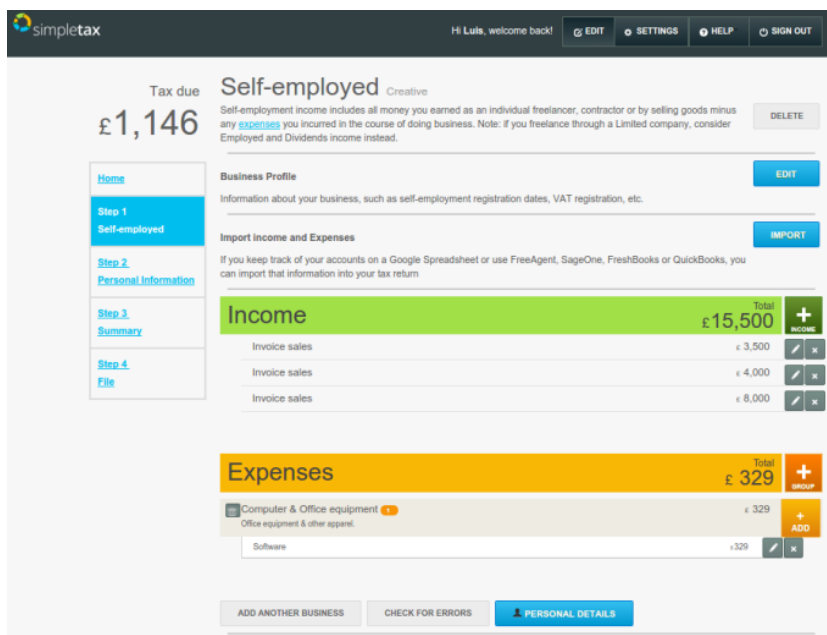 simpletax
Hi Luis, welcome back!
EDIT
SETTINGS
HELP
SIGN OUT
Tax due
£1,146
Home
Step 1
Self-employed
Step 2
Personal Information
Step 3
Summary
Step 4
File
Self-employed Creative
Self-employment income includes all money you earned as an individual freelancer, contractor or by selling goods minus
any expenses you incurred in the course of doing business. Note: if you freelance through a Limited company, consider
Employed and Dividends income instead.
DELETE
Business Profile
EDIT
Information about your business, such as self-employment registration dates, VAT registration, etc.
Import income and Expenses
IMPORT
If you keep track of your accounts on a Google Spreadsheet or use FreeAgent, SageOne, FreshBooks or QuickBooks, you
can import that information into your tax return
Income
Total
£15,500
+
INCOME
Invoice sales £ 3,500
Invoice sales £ 4,000
Invoice sales £ 8,000
Expenses
Total
£ 329
+
GROUP
Computer & Office equipment 1 £ 329
Office equipment & other apparel.
+
ADD
Software £329
ADD ANOTHER BUSINESS
CHECK FOR ERRORS
PERSONAL DETAILS